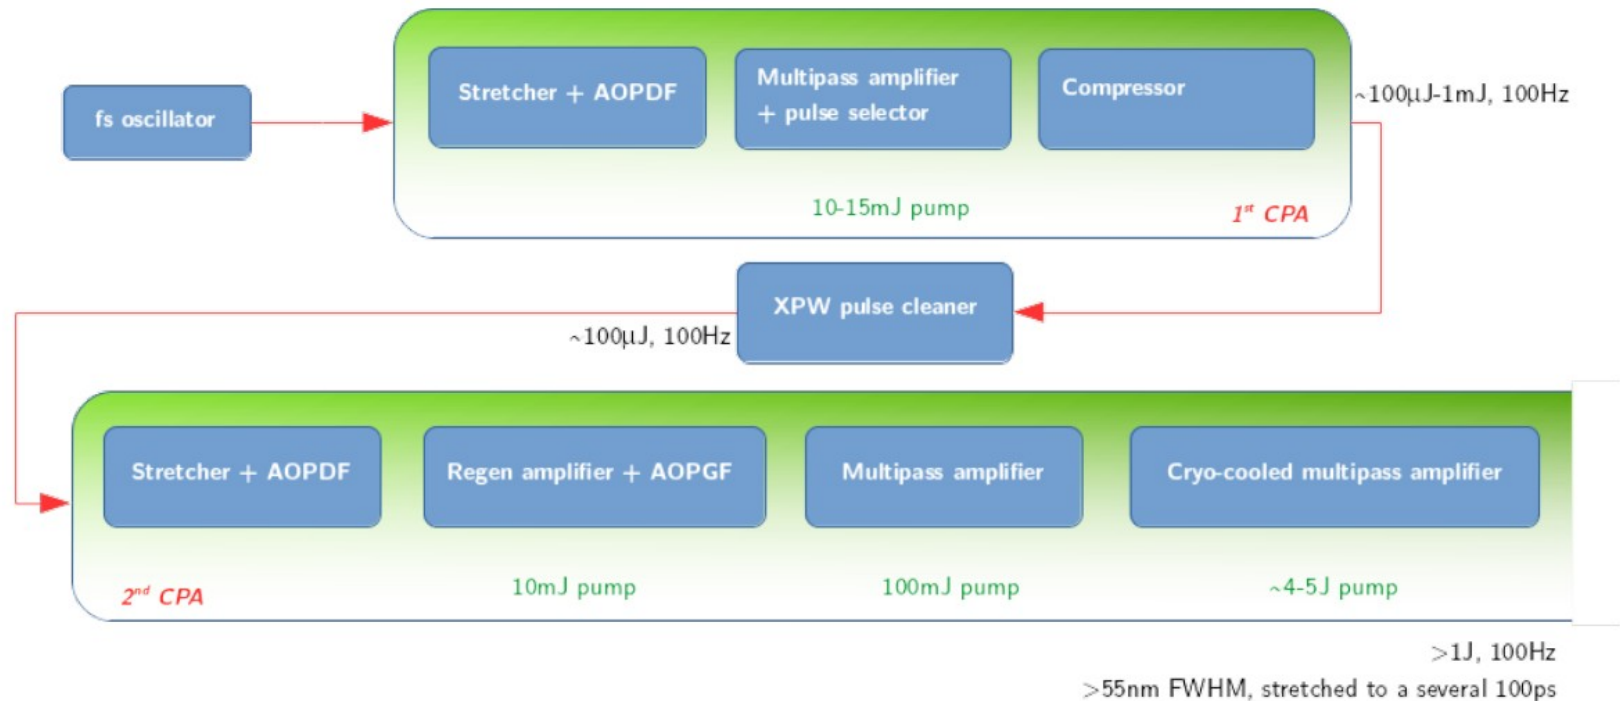 fs oscillator
Stretcher + AOPDF
Multipass amplifier
+ pulse selector
Compressor
~100µJ-1mJ, 100Hz
10-15mJ pump
1st CPA
XPW pulse cleaner
~100µJ, 100Hz
Stretcher + AOPDF
Regen amplifier + AOPGF
Multipass amplifier
Cryo-cooled multipass amplifier
2nd CPA
10mJ pump
100mJ pump
~4-5J pump
>1J, 100Hz
>55nm FWHM, stretched to a several 100ps